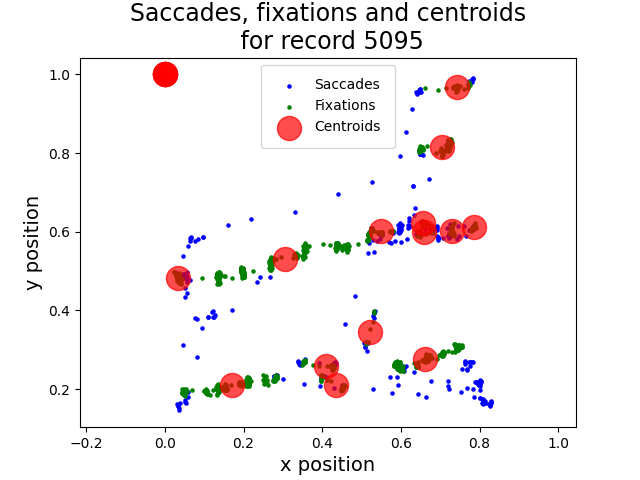 Saccades, fixations and centroids
for record 5095
Saccades
Fixations
Centroids
y position
1.0
0.8
0.6
0.4
0.2
−0.2
0.0
0.2
0.4
0.6
0.8
1.0
x position